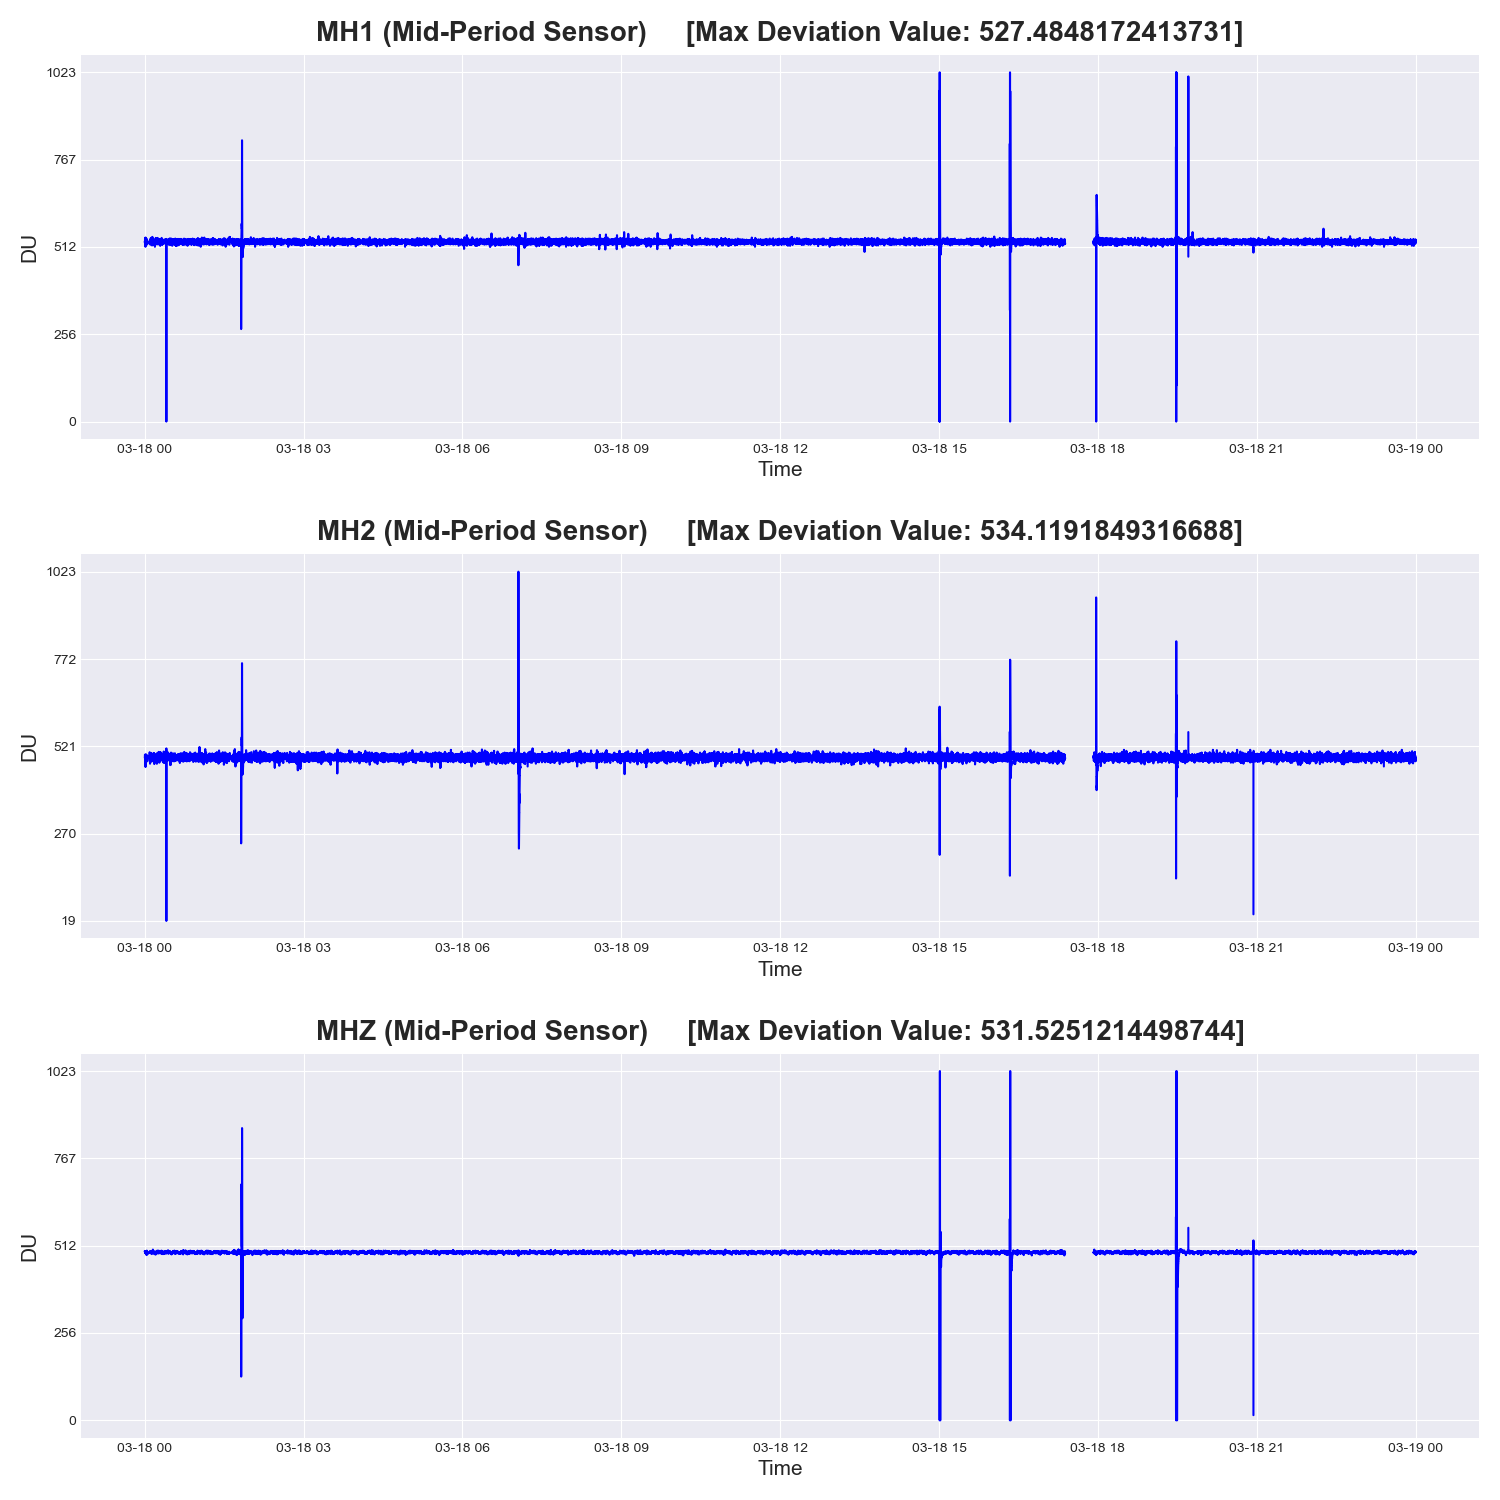 MH1 (Mid-Period Sensor) [Max Deviation Value: 527.4848172413731]
1023
767
512
256
0
DU
03-18 00 03-18 03 03-18 06 03-18 09 03-18 12 03-18 15 03-18 18 03-18 21 03-19 00
Time
MH2 (Mid-Period Sensor) [Max Deviation Value: 534.1191849316688]
1023
772
521
270
19
DU
03-18 00 03-18 03 03-18 06 03-18 09 03-18 12 03-18 15 03-18 18 03-18 21 03-19 00
Time
MHZ (Mid-Period Sensor) [Max Deviation Value: 531.5251214498744]
1023
767
512
256
0
DU
03-18 00 03-18 03 03-18 06 03-18 09 03-18 12 03-18 15 03-18 18 03-18 21 03-19 00
Time